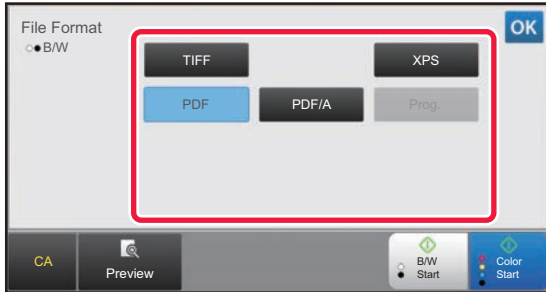 File Format
B/W
OK
TIFF
XPS
PDF
PDF/A
Prog.
CA
Preview
B/W
Start
Color
Start